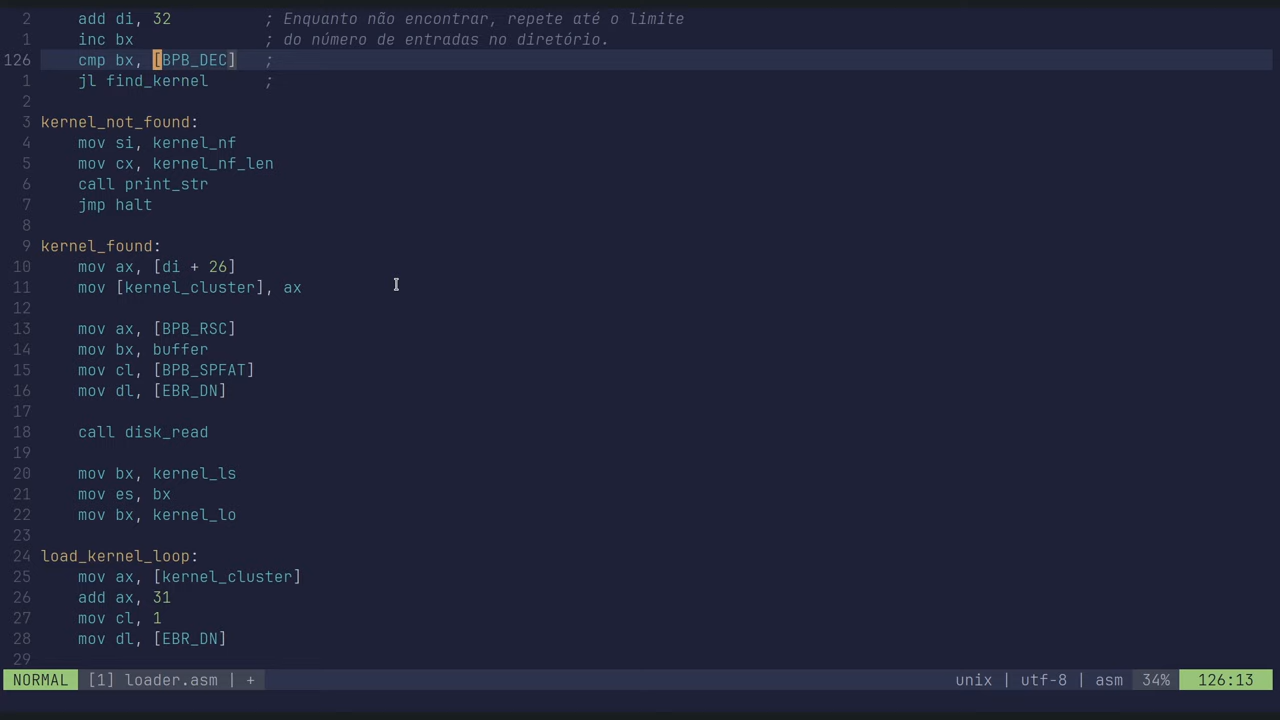 2 add di, 32 ; Enquanto não encontrar, repete até o limite
1 inc bx ; do número de entradas no diretório.
126 cmp bx, [BPB_DEC] ;
1 jl find_kernel ;
2
3 kernel_not_found:
4 mov si, kernel_nf
5 mov cx, kernel_nf_len
6 call print_str
7 jmp halt
8
9 kernel_found:
10 mov ax, [di + 26]
11 mov [kernel_cluster], ax
12
13 mov ax, [BPB_RSC]
14 mov bx, buffer
15 mov cl, [BPB_SPFAT]
16 mov dl, [EBR_DN]
17
18 call disk_read
19
20 mov bx, kernel_ls
21 mov es, bx
22 mov bx, kernel_lo
23
24 load_kernel_loop:
25 mov ax, [kernel_cluster]
26 add ax, 31
27 mov cl, 1
28 mov dl, [EBR_DN]
29
NORMAL [1] loader.asm | + unix | utf-8 | asm 34% 126:13